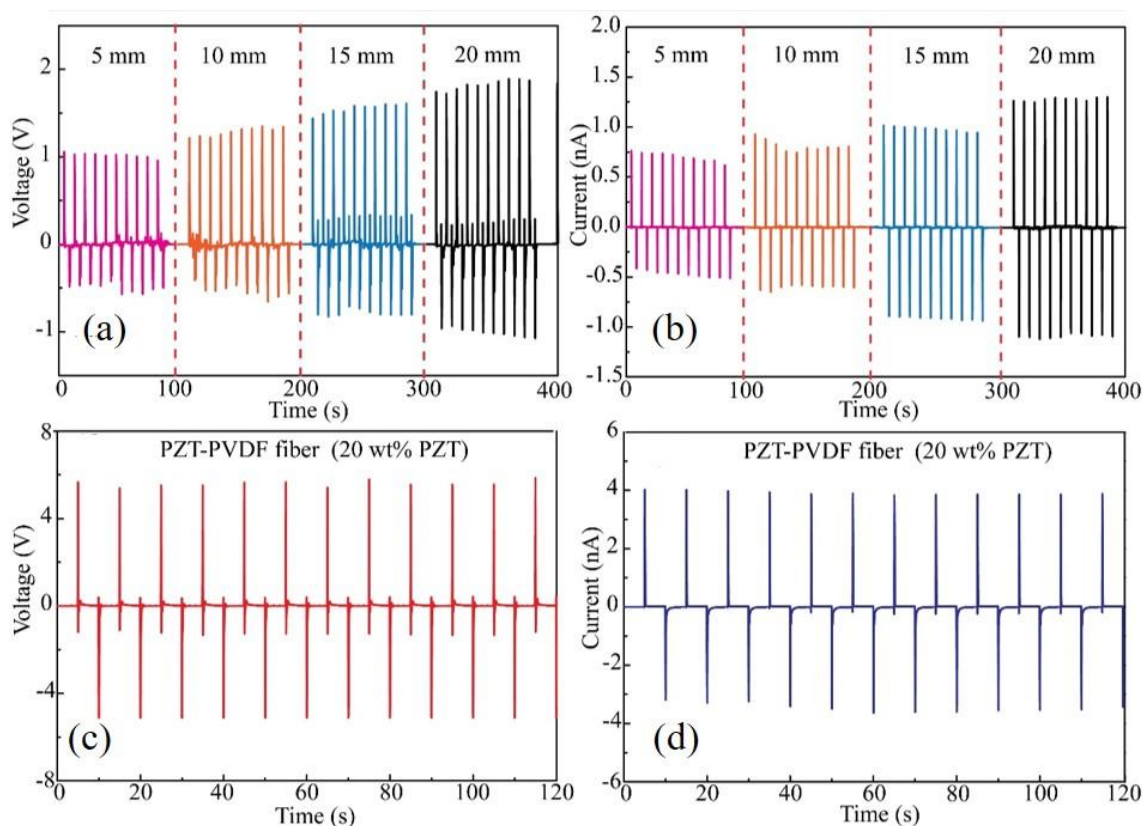 5 mm 10 mm 15 mm 20 mm
Voltage (V)
2
1
0
-1
(a)
0 100 200 300 400
Time (s)
5 mm 10 mm 15 mm 20 mm
Current (nA)
2.0
1.5
1.0
0.5
0.0
-0.5
-1.0
-1.5
(b)
0 100 200 300 400
Time (s)
PZT-PVDF fiber (20 wt% PZT)
Voltage (V)
8
4
0
-4
-8
(c)
0 20 40 60 80 100 120
Time (s)
PZT-PVDF fiber (20 wt% PZT)
Current (nA)
6
4
2
0
-2
-4
-6
(d)
0 20 40 60 80 100 120
Time (s)